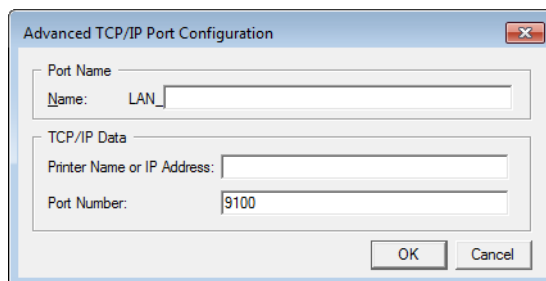 Advanced TCP/IP Port Configuration
Port Name
Name: LAN_
TCP/IP Data
Printer Name or IP Address:
Port Number: 9100
OK Cancel